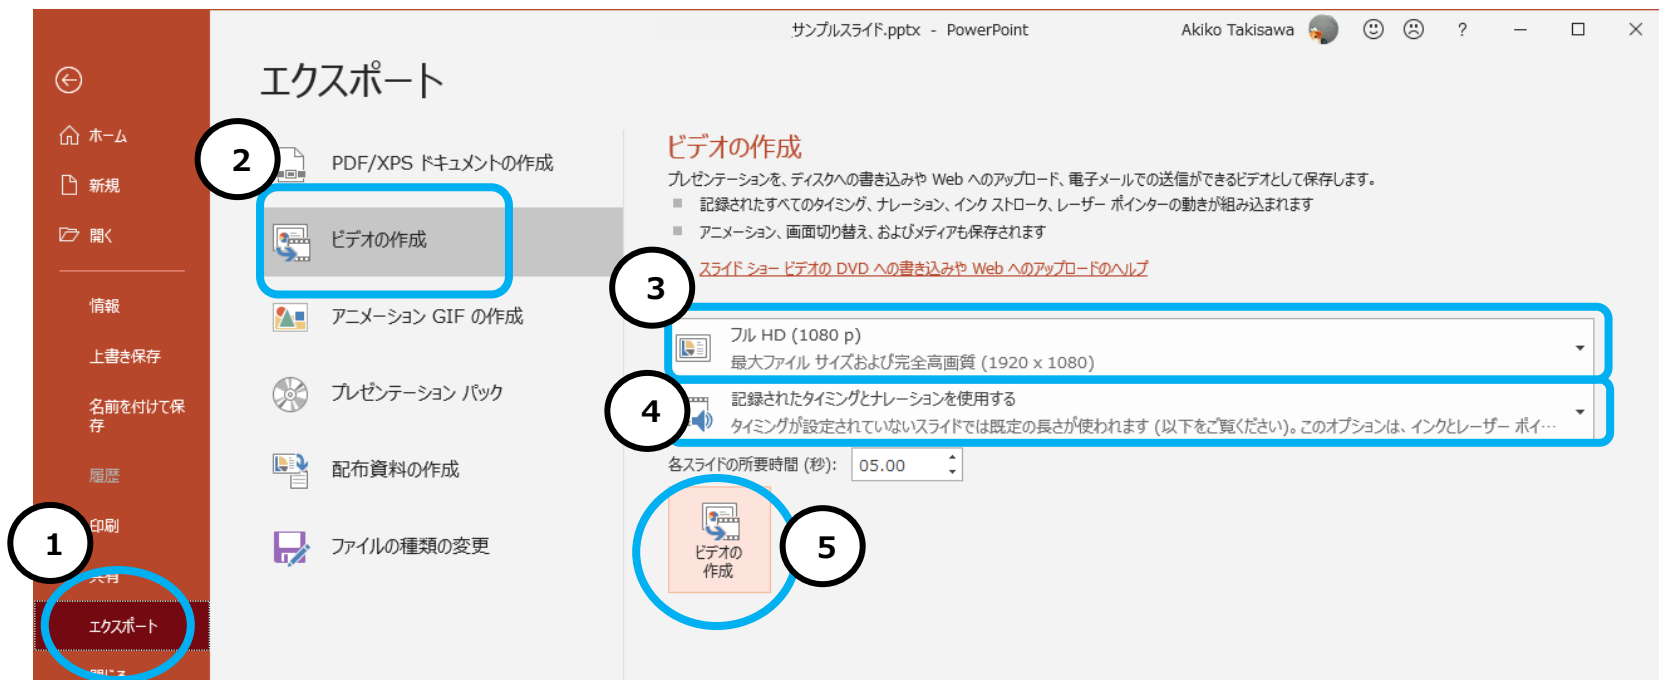 サンプルスライド.pptx - PowerPoint
Akiko Takisawa
?
エクスポート
ホーム
新規
開く
情報
上書き保存
名前を付けて保
存
履歴
印刷
共有
エクスポート
閉じる
1
2
PDF/XPS ドキュメントの作成
ビデオの作成
アニメーション GIF の作成
プレゼンテーション パック
配布資料の作成
ファイルの種類の変更
ビデオの作成
プレゼンテーションを、ディスクへの書き込みや Web へのアップロード、電子メールでの送信ができるビデオとして保存します。
記録されたすべてのタイミング、ナレーション、インク ストローク、レーザー ポインターの動きが組み込まれます
アニメーション、画面切り替え、およびメディアも保存されます
スライド ショー ビデオの DVD への書き込みや Web へのアップロードのヘルプ
3
フル HD (1080 p)
最大ファイル サイズおよび完全高画質 (1920 x 1080)
4
記録されたタイミングとナレーションを使用する
タイミングが設定されていないスライドでは既定の長さが使われます (以下をご覧ください)。このオプションは、インクとレーザー ポイ…
各スライドの所要時間 (秒): 05.00
ビデオの
作成
5